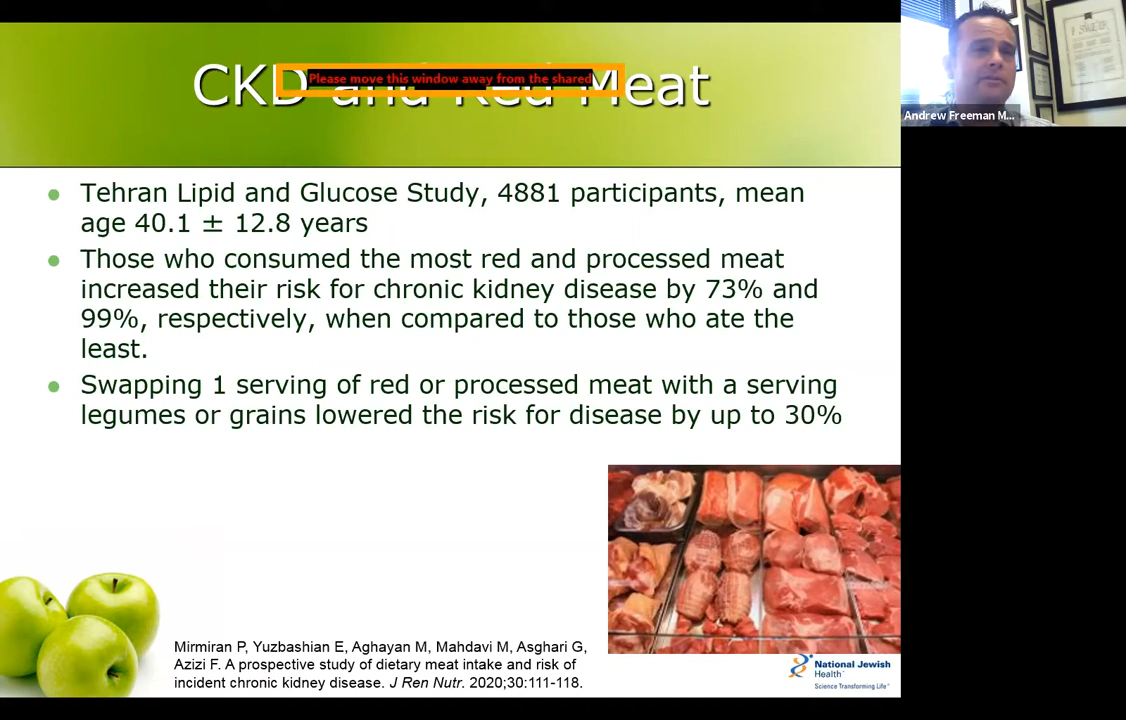 CKD and Red Meat
Please move this window away from the shared
Andrew Freeman M...
Tehran Lipid and Glucose Study, 4881 participants, mean
age 40.1 ± 12.8 years
Those who consumed the most red and processed meat
increased their risk for chronic kidney disease by 73% and
99%, respectively, when compared to those who ate the
least.
Swapping 1 serving of red or processed meat with a serving
legumes or grains lowered the risk for disease by up to 30%
Mirmiran P, Yuzbashian E, Aghayan M, Mahdavi M, Asghari G,
Azizi F. A prospective study of dietary meat intake and risk of
incident chronic kidney disease. J Ren Nutr. 2020;30:111-118.
National Jewish
Health®
Science Transforming Life®